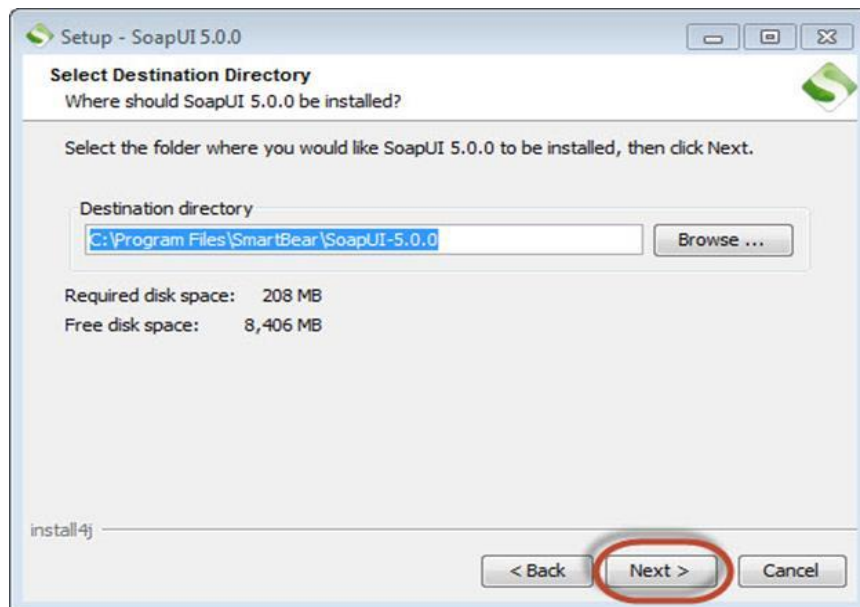 Setup - SoapUI 5.0.0
Select Destination Directory
Where should SoapUI 5.0.0 be installed?
Select the folder where you would like SoapUI 5.0.0 to be installed, then click Next.
Destination directory
C:\Program Files\SmartBear\SoapUI-5.0.0
Browse ...
Required disk space: 208 MB
Free disk space: 8,406 MB
install4j
< Back Next > Cancel